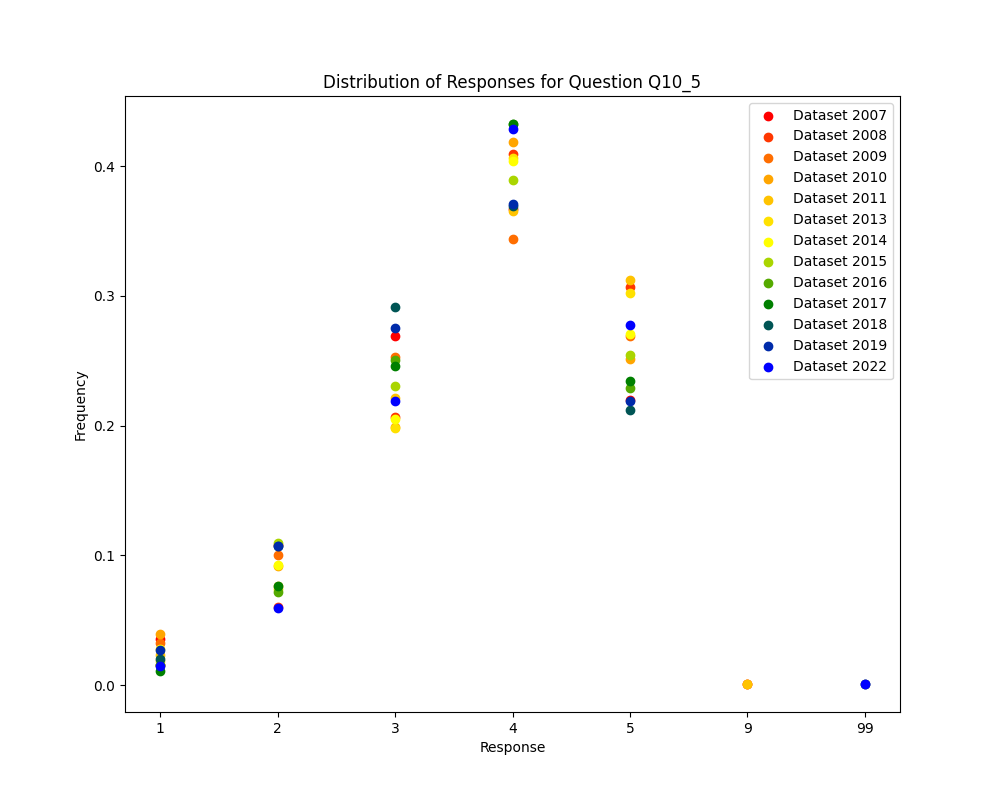 Distribution of Responses for Question Q10_5
Frequency
0.4
0.3
0.2
0.1
0.0
1 2 3 4 5 9 99
Response
Dataset 2007
Dataset 2008
Dataset 2009
Dataset 2010
Dataset 2011
Dataset 2013
Dataset 2014
Dataset 2015
Dataset 2016
Dataset 2017
Dataset 2018
Dataset 2019
Dataset 2022